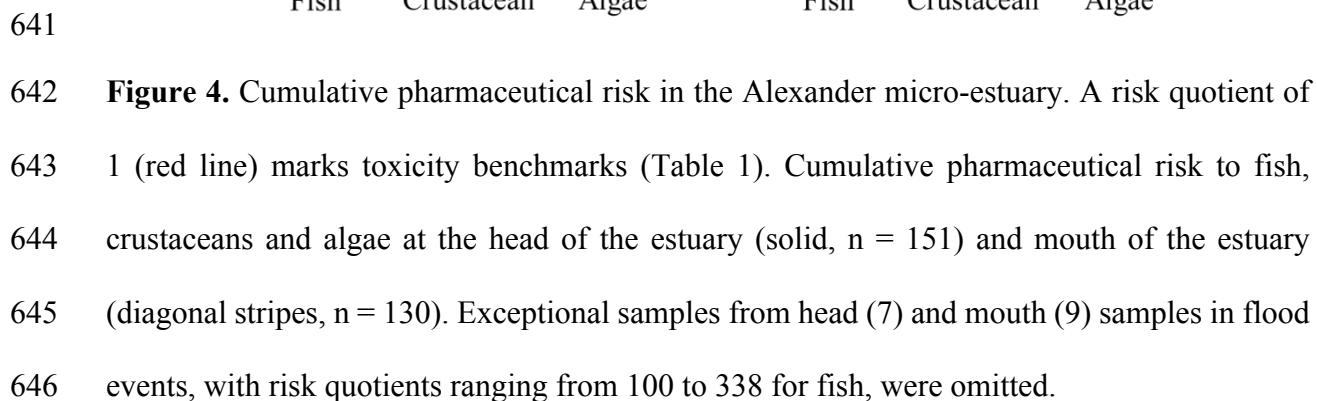 Fish Crustacean Algae Fish Crustacean Algae
641
642 Figure 4. Cumulative pharmaceutical risk in the Alexander micro-estuary. A risk quotient of
643 1 (red line) marks toxicity benchmarks (Table 1). Cumulative pharmaceutical risk to fish,
644 crustaceans and algae at the head of the estuary (solid, n = 151) and mouth of the estuary
645 (diagonal stripes, n = 130). Exceptional samples from head (7) and mouth (9) samples in flood
646 events, with risk quotients ranging from 100 to 338 for fish, were omitted.